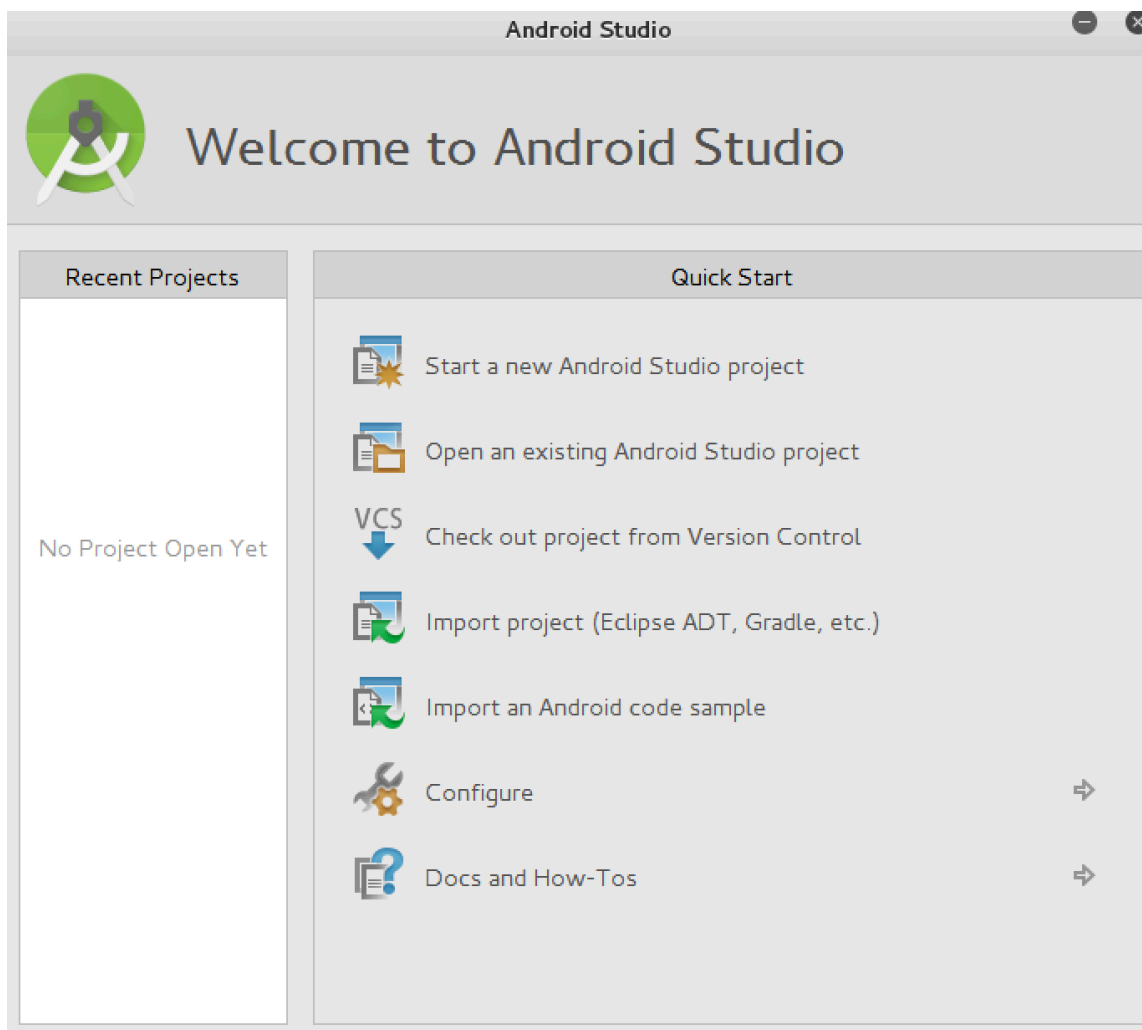 Android Studio
Welcome to Android Studio
Recent Projects
No Project Open Yet
Quick Start
Start a new Android Studio project
Open an existing Android Studio project
VCS
Check out project from Version Control
Import project (Eclipse ADT, Gradle, etc.)
Import an Android code sample
Configure
Docs and How-Tos